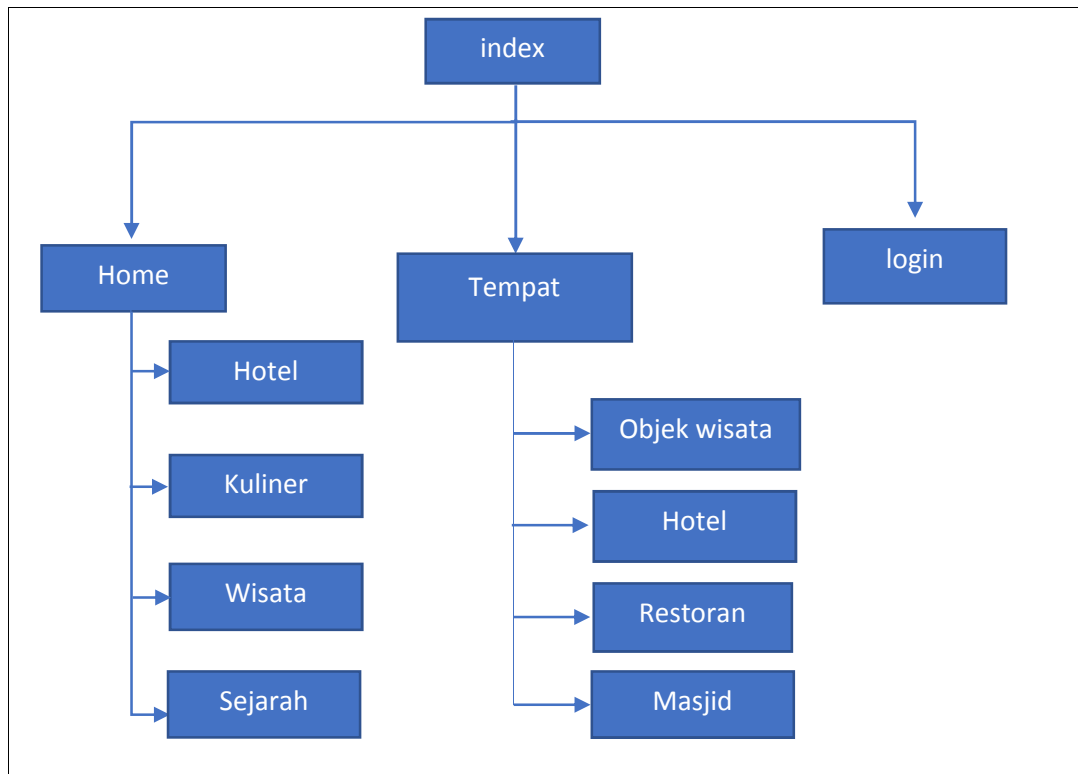 index
Home
Tempat
login
Hotel
Kuliner
Wisata
Sejarah
Objek wisata
Hotel
Restoran
Masjid